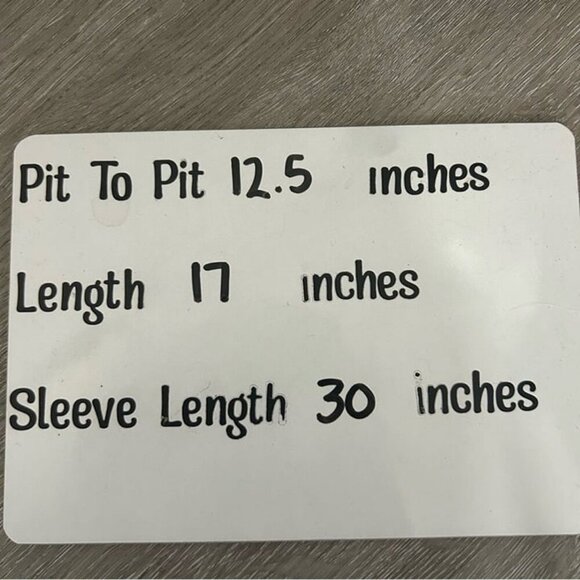 Pit To Pit 12.5 inches
Length 17 inches
Sleeve Length 30 inches